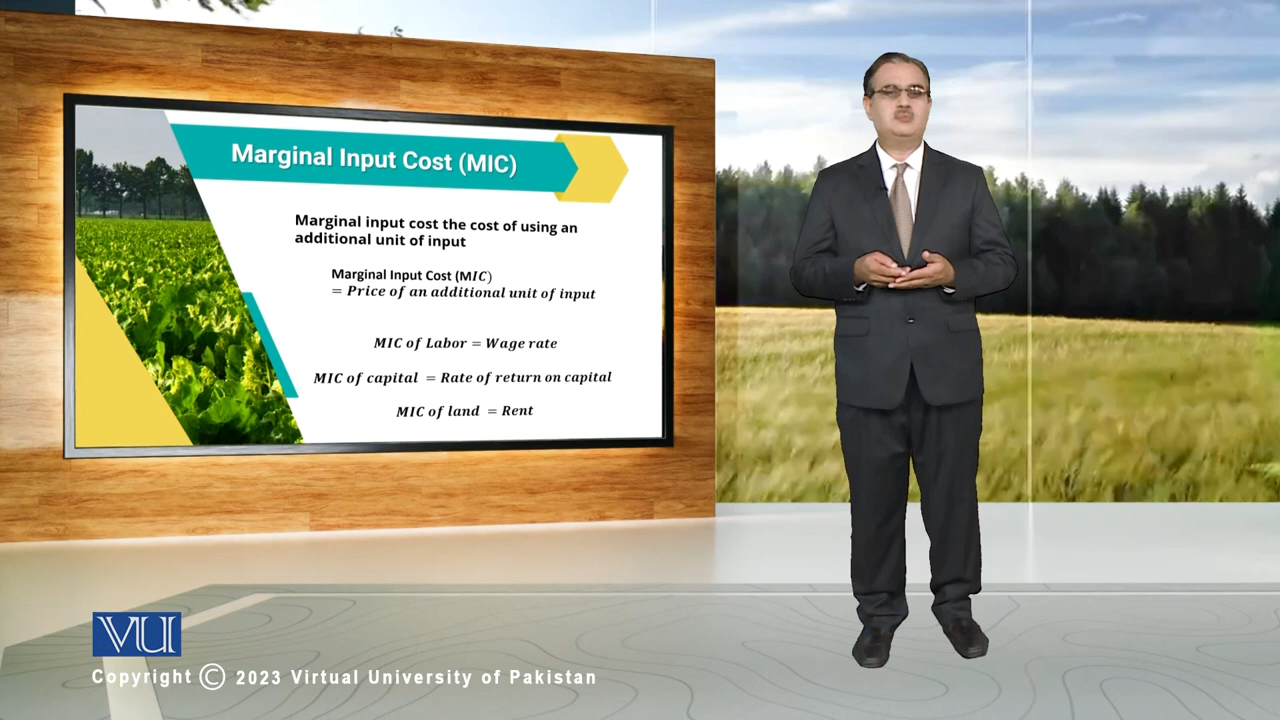 Marginal Input Cost (MIC)
Marginal input cost the cost of using an
additional unit of input
Marginal Input Cost (MIC)
= Price of an additional unit of input
MIC of Labor = Wage rate
MIC of capital = Rate of return on capital
MIC of land = Rent
VU
Copyright © 2023 Virtual University of Pakistan